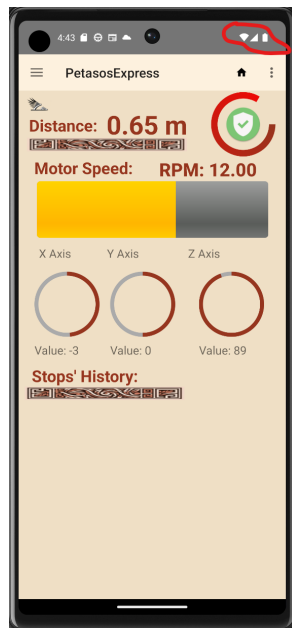 4:43
PetasosExpress
Distance: 0.65 m
Motor Speed: RPM: 12.00
X Axis Y Axis Z Axis
Value: -3 Value: 0 Value: 89
Stops' History: